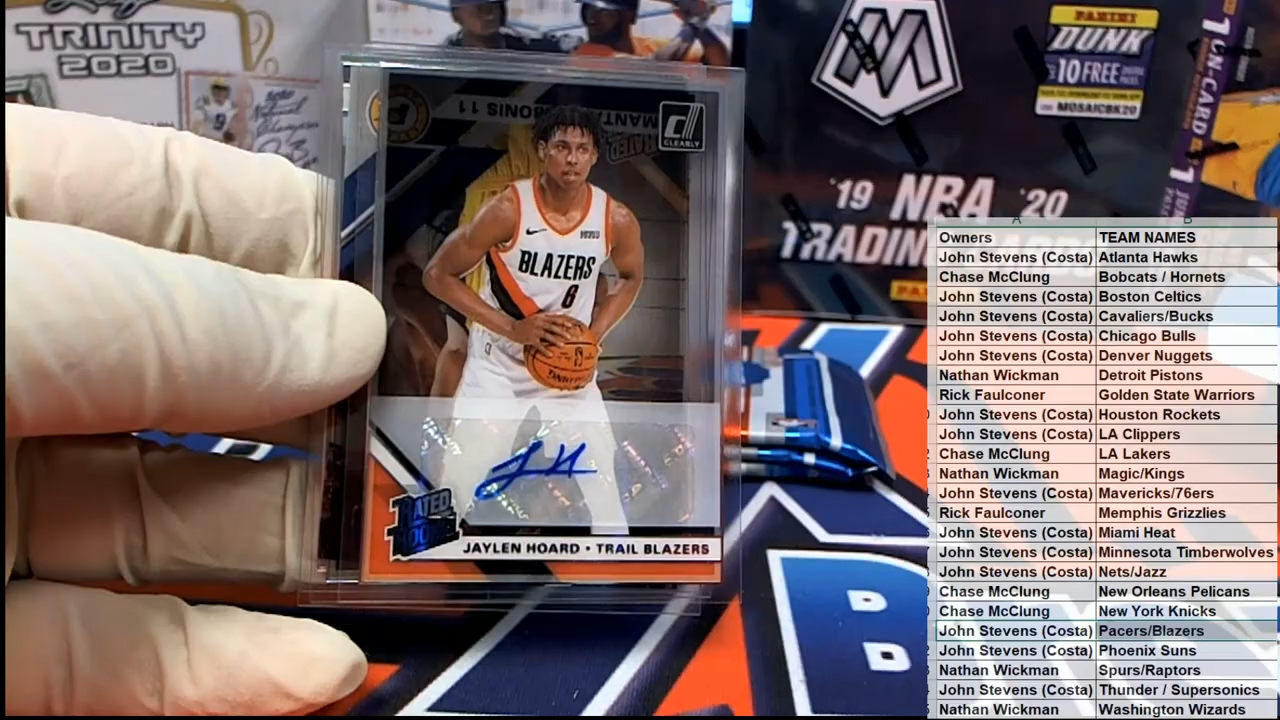 TRINITY
2020
PANINI
DUNK
10 FREE
MOSAICBK20
1 ON-CARD
'19 NBA '20
CLEARLY
RATED
BLAZERS
6
RATED
ROOKIE
JAYLEN HOARD • TRAIL BLAZERS
A B
Owners TEAM NAMES
John Stevens (Costa) Atlanta Hawks
Chase McClung Bobcats / Hornets
John Stevens (Costa) Boston Celtics
John Stevens (Costa) Cavaliers/Bucks
John Stevens (Costa) Chicago Bulls
John Stevens (Costa) Denver Nuggets
Nathan Wickman Detroit Pistons
Rick Faulconer Golden State Warriors
John Stevens (Costa) Houston Rockets
John Stevens (Costa) LA Clippers
Chase McClung LA Lakers
Nathan Wickman Magic/Kings
John Stevens (Costa) Mavericks/76ers
Rick Faulconer Memphis Grizzlies
John Stevens (Costa) Miami Heat
John Stevens (Costa) Minnesota Timberwolves
John Stevens (Costa) Nets/Jazz
Chase McClung New Orleans Pelicans
Chase McClung New York Knicks
John Stevens (Costa) Pacers/Blazers
John Stevens (Costa) Phoenix Suns
Nathan Wickman Spurs/Raptors
John Stevens (Costa) Thunder / Supersonics
Nathan Wickman Washington Wizards